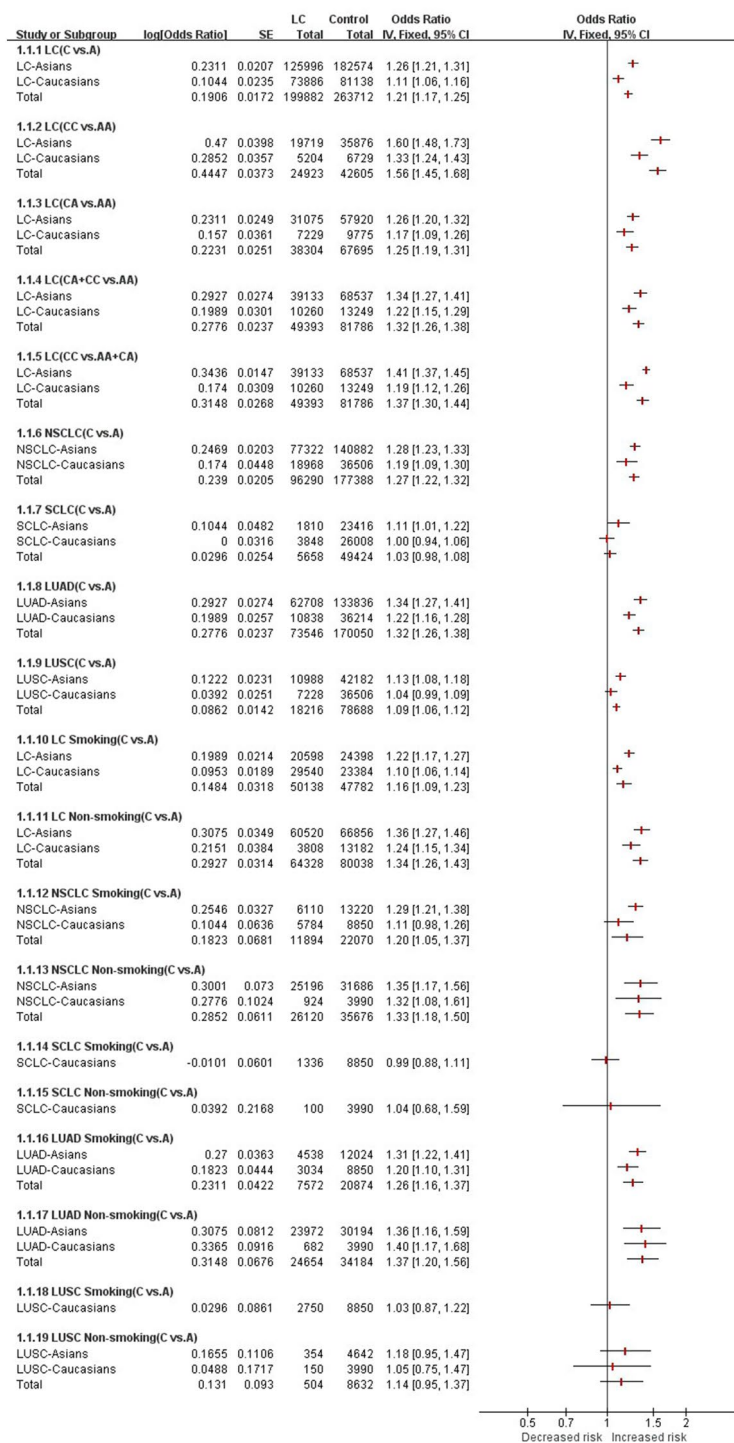 LC Control Odds Ratio Odds Ratio
Study or Subgroup log[Odds Ratio] SE Total Total IV, Fixed, 95% CI IV, Fixed, 95% CI
1.1.1 LC(C vs.A)
LC-Asians 0.2311 0.0207 125996 182574 1.26 [1.21, 1.31]
LC-Caucasians 0.1044 0.0235 73886 81138 1.11 [1.06, 1.16]
Total 0.1906 0.0172 199882 263712 1.21 [1.17, 1.25]
1.1.2 LC(CC vs.AA)
LC-Asians 0.47 0.0398 19719 35876 1.60 [1.48, 1.73]
LC-Caucasians 0.2852 0.0357 5204 6729 1.33 [1.24, 1.43]
Total 0.4447 0.0373 24923 42605 1.56 [1.45, 1.68]
1.1.3 LC(CA vs.AA)
LC-Asians 0.2311 0.0249 31075 57920 1.26 [1.20, 1.32]
LC-Caucasians 0.157 0.0361 7229 9775 1.17 [1.09, 1.26]
Total 0.2231 0.0251 38304 67695 1.25 [1.19, 1.31]
1.1.4 LC(CA+CC vs.AA)
LC-Asians 0.2927 0.0274 39133 68537 1.34 [1.27, 1.41]
LC-Caucasians 0.1989 0.0301 10260 13249 1.22 [1.15, 1.29]
Total 0.2776 0.0237 49393 81786 1.32 [1.26, 1.38]
1.1.5 LC(CC vs.AA+CA)
LC-Asians 0.3436 0.0147 39133 68537 1.41 [1.37, 1.45]
LC-Caucasians 0.174 0.0309 10260 13249 1.19 [1.12, 1.26]
Total 0.3148 0.0268 49393 81786 1.37 [1.30, 1.44]
1.1.6 NSCLC(C vs.A)
NSCLC-Asians 0.2469 0.0203 77322 140882 1.28 [1.23, 1.33]
NSCLC-Caucasians 0.174 0.0448 18968 36506 1.19 [1.09, 1.30]
Total 0.239 0.0205 96290 177388 1.27 [1.22, 1.32]
1.1.7 SCLC(C vs.A)
SCLC-Asians 0.1044 0.0482 1810 23416 1.11 [1.01, 1.22]
SCLC-Caucasians 0 0.0316 3848 26008 1.00 [0.94, 1.06]
Total 0.0296 0.0254 5658 49424 1.03 [0.98, 1.08]
1.1.8 LUAD(C vs.A)
LUAD-Asians 0.2927 0.0274 62708 133836 1.34 [1.27, 1.41]
LUAD-Caucasians 0.1989 0.0257 10838 36214 1.22 [1.16, 1.28]
Total 0.2776 0.0237 73546 170050 1.32 [1.26, 1.38]
1.1.9 LUSC(C vs.A)
LUSC-Asians 0.1222 0.0231 10988 42182 1.13 [1.08, 1.18]
LUSC-Caucasians 0.0392 0.0251 7228 36506 1.04 [0.99, 1.09]
Total 0.0862 0.0142 18216 78688 1.09 [1.06, 1.12]
1.1.10 LC Smoking(C vs.A)
LC-Asians 0.1989 0.0214 20598 24398 1.22 [1.17, 1.27]
LC-Caucasians 0.0953 0.0189 29540 23384 1.10 [1.06, 1.14]
Total 0.1484 0.0318 50138 47782 1.16 [1.09, 1.23]
1.1.11 LC Non-smoking(C vs.A)
LC-Asians 0.3075 0.0349 60520 66856 1.36 [1.27, 1.46]
LC-Caucasians 0.2151 0.0384 3808 13182 1.24 [1.15, 1.34]
Total 0.2927 0.0314 64328 80038 1.34 [1.26, 1.43]
1.1.12 NSCLC Smoking(C vs.A)
NSCLC-Asians 0.2546 0.0327 6110 13220 1.29 [1.21, 1.38]
NSCLC-Caucasians 0.1044 0.0636 5784 8850 1.11 [0.98, 1.26]
Total 0.1823 0.0681 11894 22070 1.20 [1.05, 1.37]
1.1.13 NSCLC Non-smoking(C vs.A)
NSCLC-Asians 0.3001 0.073 25196 31686 1.35 [1.17, 1.56]
NSCLC-Caucasians 0.2776 0.1024 924 3990 1.32 [1.08, 1.61]
Total 0.2852 0.0611 26120 35676 1.33 [1.18, 1.50]
1.1.14 SCLC Smoking(C vs.A)
SCLC-Caucasians -0.0101 0.0601 1336 8850 0.99 [0.88, 1.11]
1.1.15 SCLC Non-smoking(C vs.A)
SCLC-Caucasians 0.0392 0.2168 100 3990 1.04 [0.68, 1.59]
1.1.16 LUAD Smoking(C vs.A)
LUAD-Asians 0.27 0.0363 4538 12024 1.31 [1.22, 1.41]
LUAD-Caucasians 0.1823 0.0444 3034 8850 1.20 [1.10, 1.31]
Total 0.2311 0.0422 7572 20874 1.26 [1.16, 1.37]
1.1.17 LUAD Non-smoking(C vs.A)
LUAD-Asians 0.3075 0.0812 23972 30194 1.36 [1.16, 1.59]
LUAD-Caucasians 0.3365 0.0916 682 3990 1.40 [1.17, 1.68]
Total 0.3148 0.0676 24654 34184 1.37 [1.20, 1.56]
1.1.18 LUSC Smoking(C vs.A)
LUSC-Caucasians 0.0296 0.0861 2750 8850 1.03 [0.87, 1.22]
1.1.19 LUSC Non-smoking(C vs.A)
LUSC-Asians 0.1655 0.1106 354 4642 1.18 [0.95, 1.47]
LUSC-Caucasians 0.0488 0.1717 150 3990 1.05 [0.75, 1.47]
Total 0.131 0.093 504 8632 1.14 [0.95, 1.37]
0.5 0.7 1 1.5 2
Decreased risk Increased risk